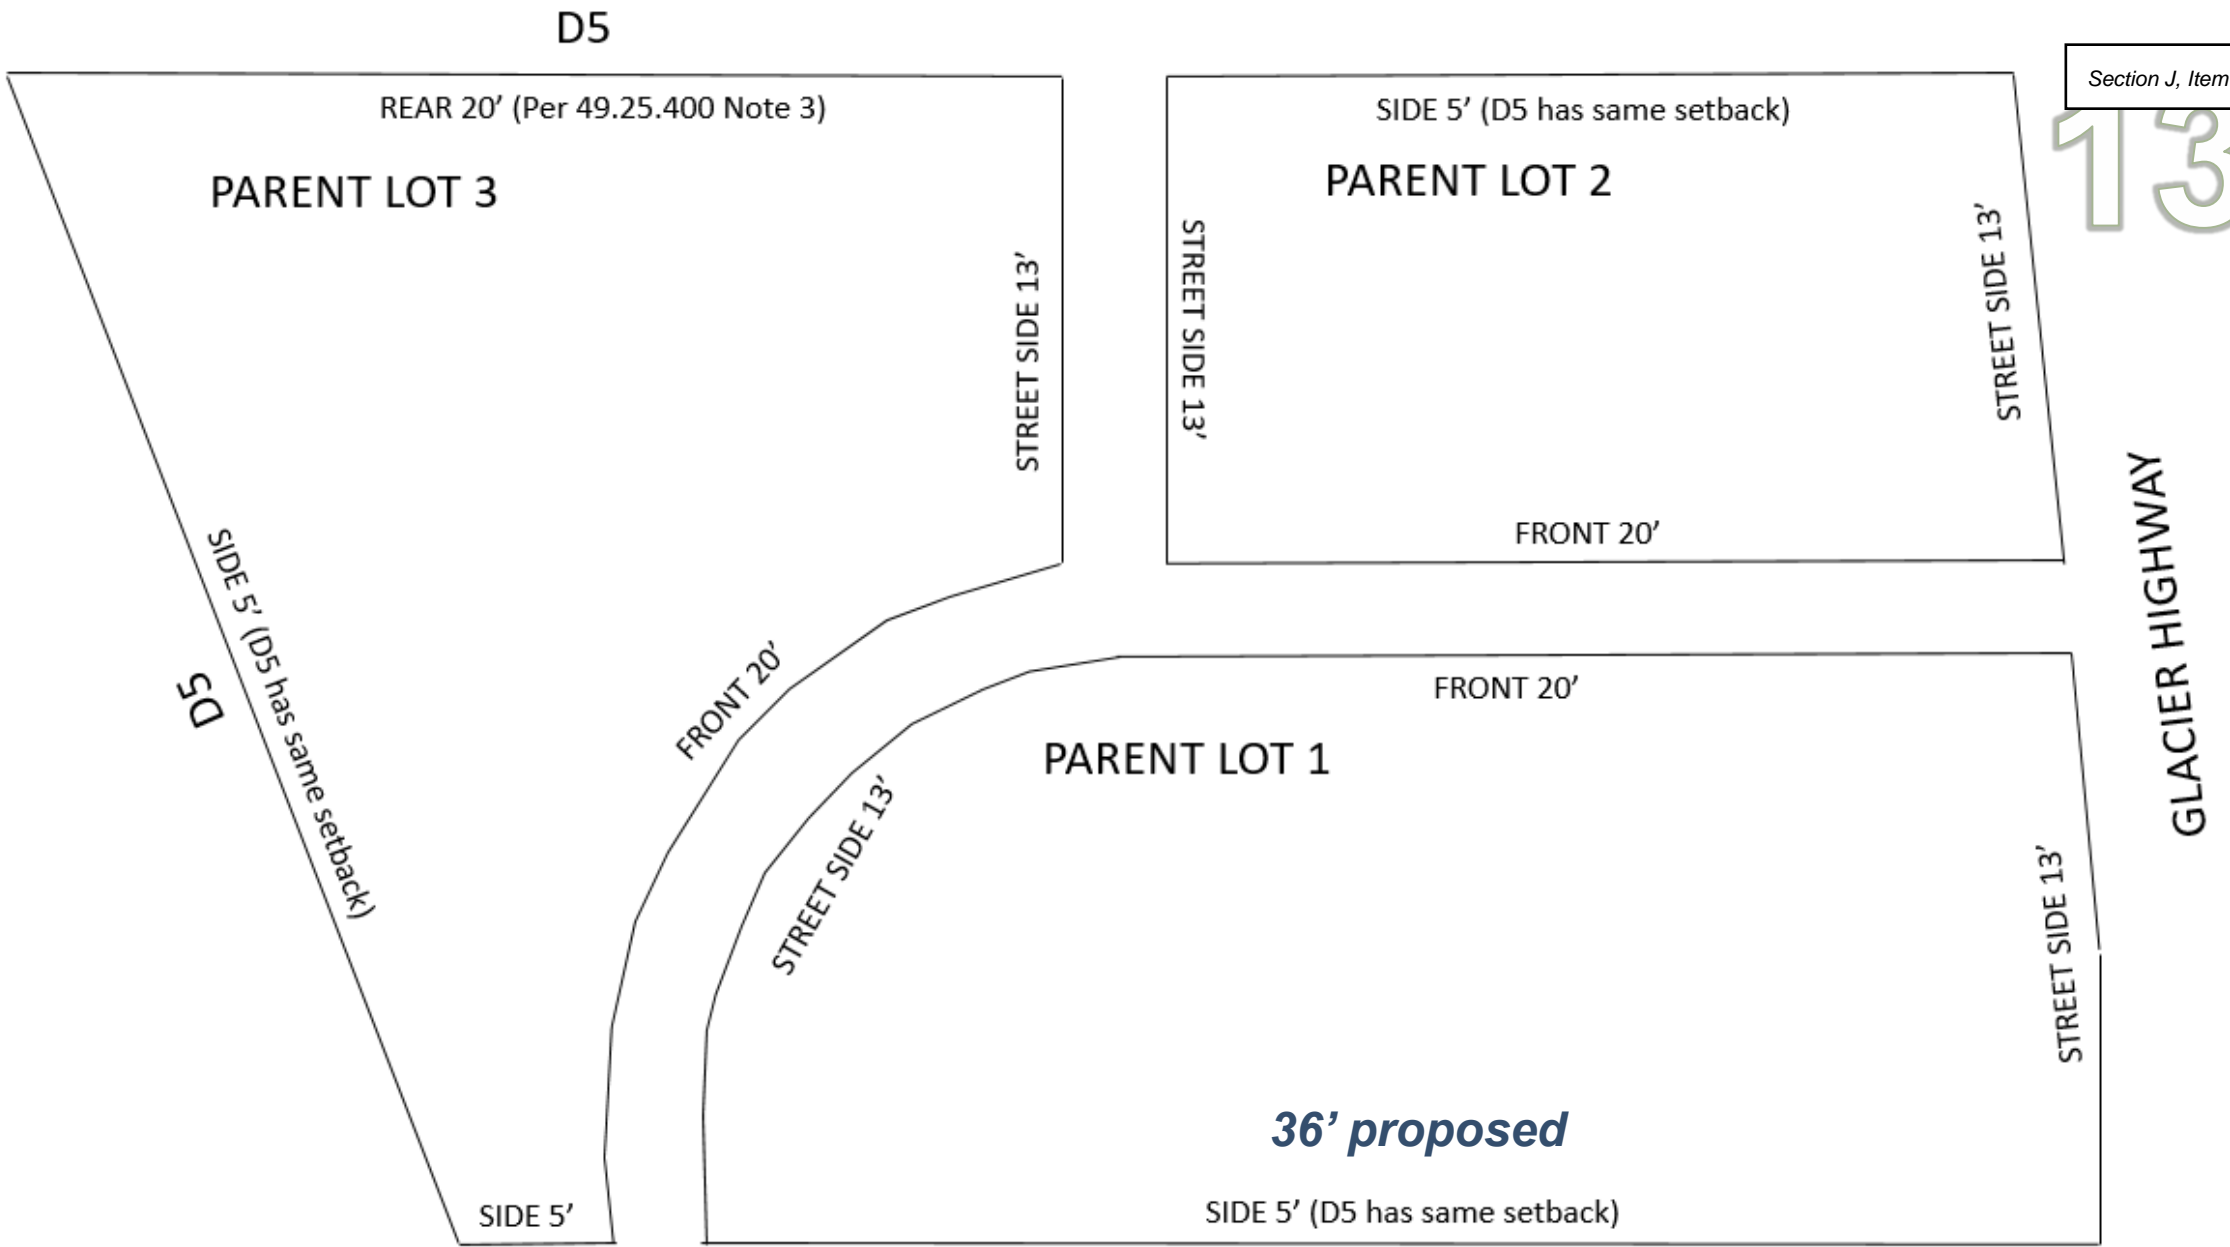 D5
Section J, Item
13
REAR 20’ (Per 49.25.400 Note 3)
SIDE 5’ (D5 has same setback)
PARENT LOT 3
PARENT LOT 2
STREET SIDE 13’
STREET SIDE 13’
STREET SIDE 13’
FRONT 20’
GLACIER HIGHWAY
SIDE 5’ (D5 has same setback)
D5
FRONT 20’
FRONT 20’
PARENT LOT 1
STREET SIDE 13’
STREET SIDE 13’
36’ proposed
SIDE 5’
SIDE 5’ (D5 has same setback)